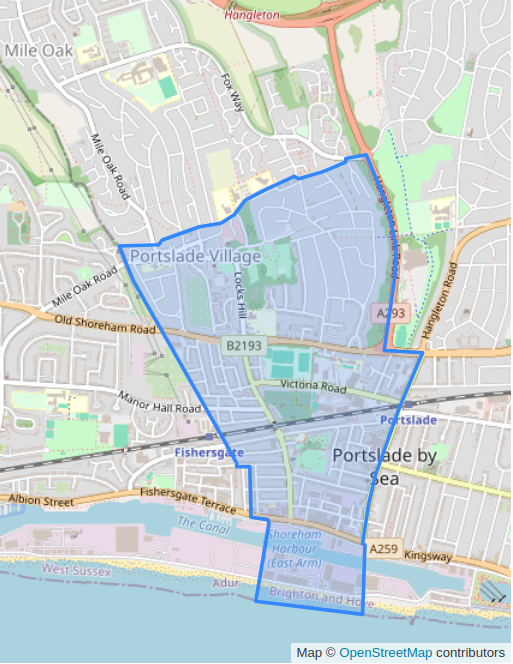 Hangleton
Mile Oak
Fox Way
Mile Oak Road
Hangleton Link Road
Portslade Village
Mile Oak Road
Locks Hill
Hangleton Road
A293
Old Shoreham Road
B2193
Victoria Road
Manor Hall Road
Portslade
Fishersgate
Portslade by
Sea
Albion Street
Fishersgate Terrace
The Canal
Shoreham
Harbour
(East Arm)
A259
Kingsway
West Sussex
Adur
Brighton and Hove
Map © OpenStreetMap contributors